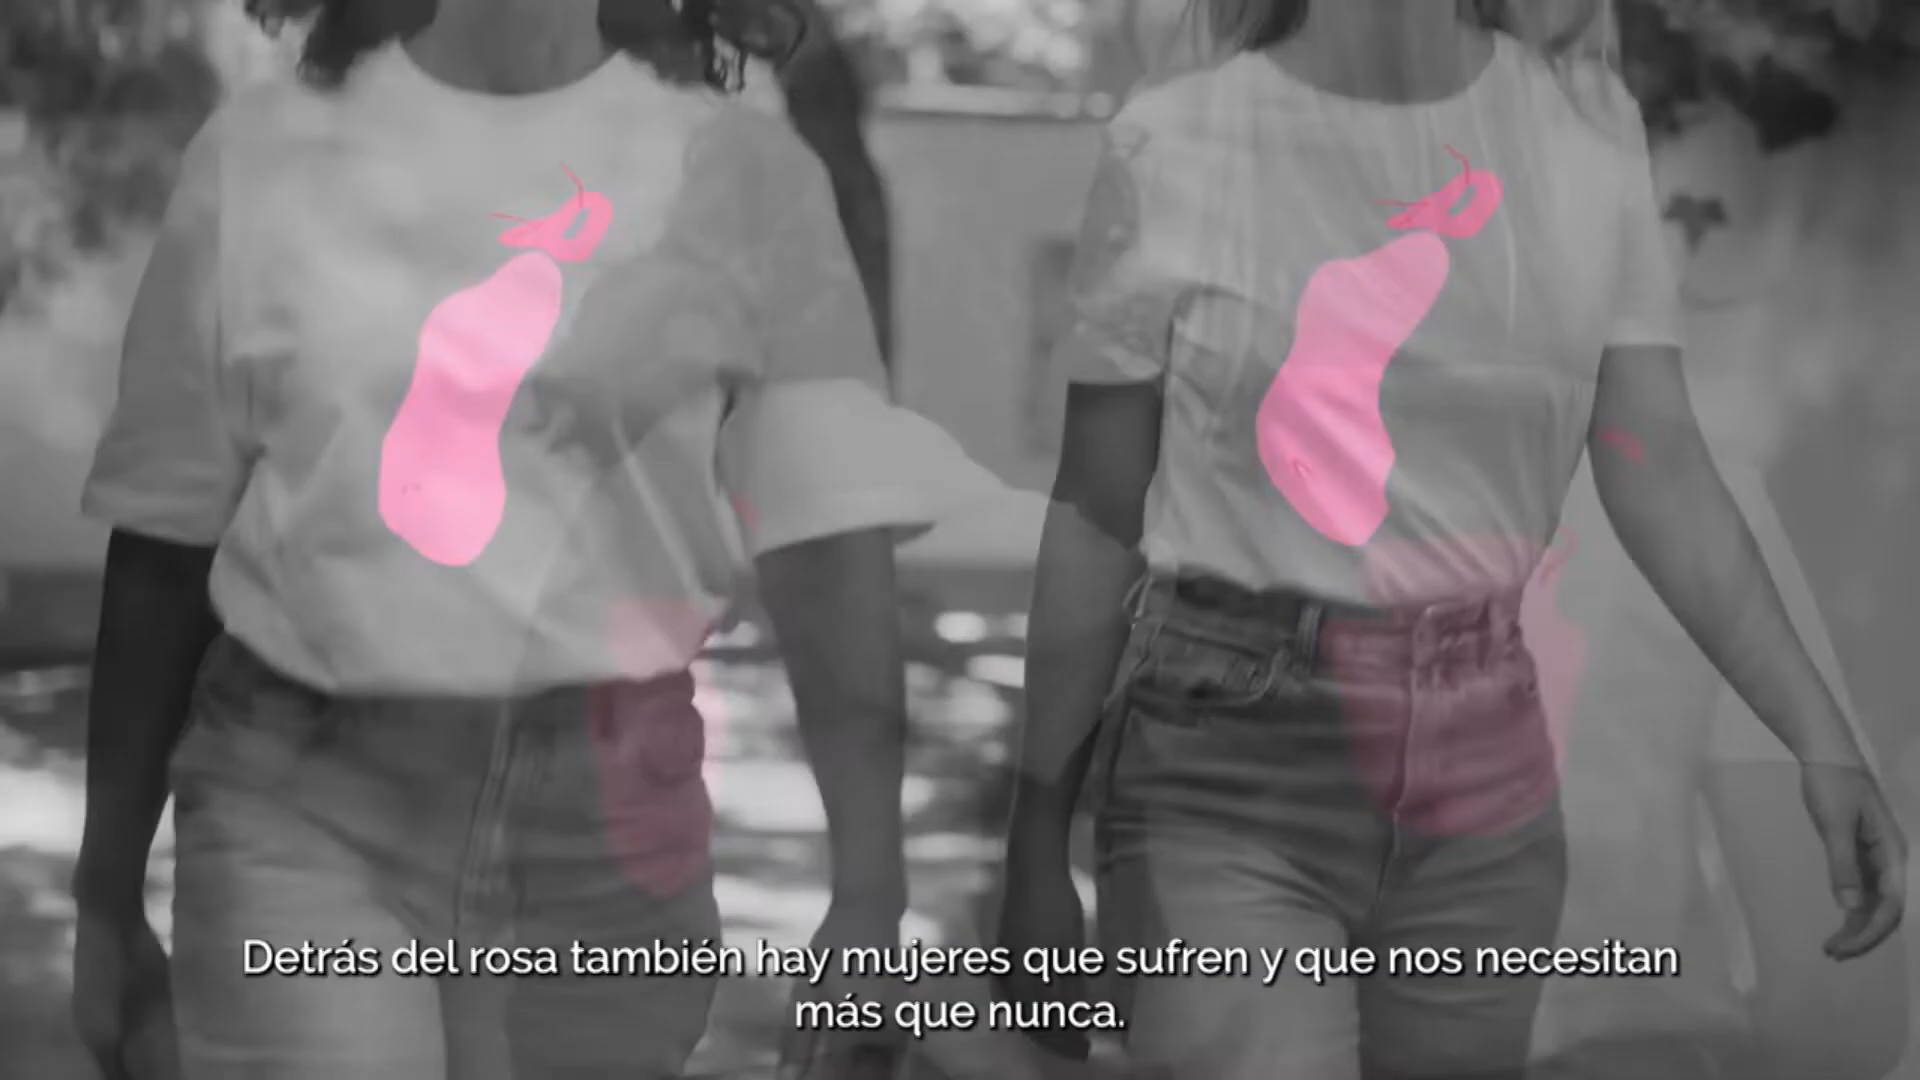 Detrás del rosa también hay mujeres que sufren y que nos necesitan
más que nunca.